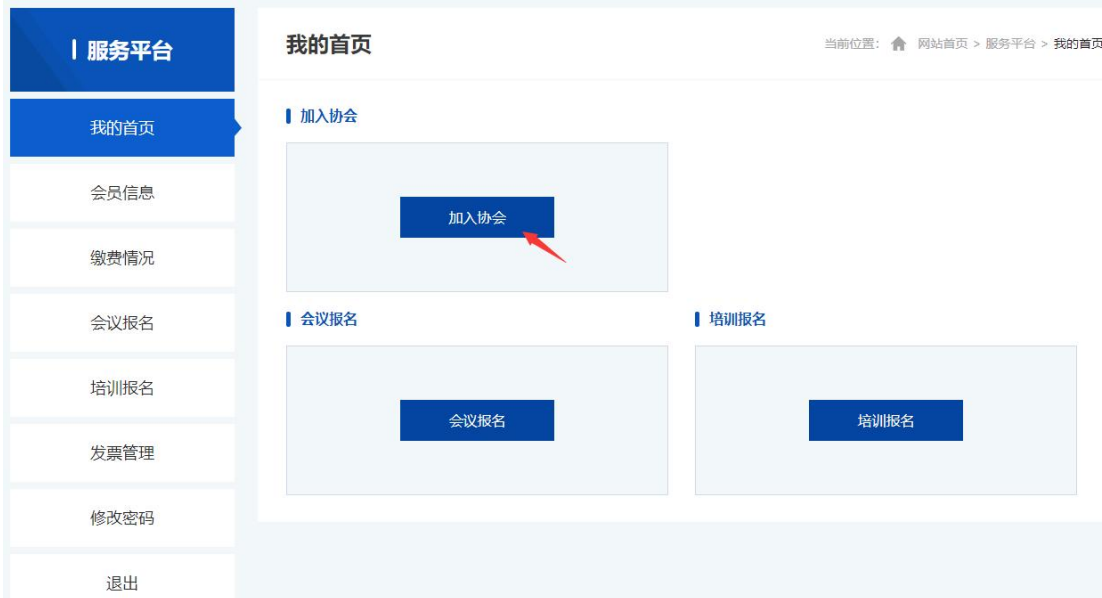 服务平台
我的首页
会员信息
缴费情况
会议报名
培训报名
发票管理
修改密码
退出
我的首页
当前位置： 网站首页 > 服务平台 > 我的首页
加入协会
加入协会
会议报名
会议报名
培训报名
培训报名